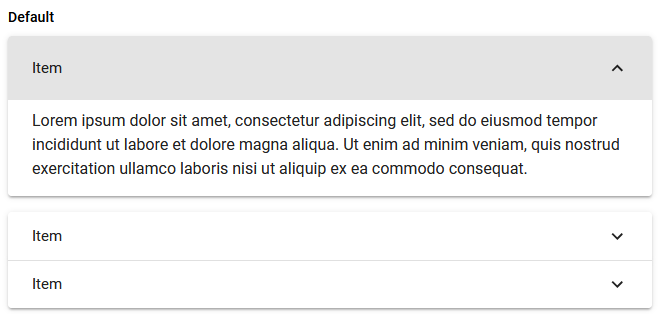 Default
Item
Lorem ipsum dolor sit amet, consectetur adipiscing elit, sed do eiusmod tempor
incididunt ut labore et dolore magna aliqua. Ut enim ad minim veniam, quis nostrud
exercitation ullamco laboris nisi ut aliquip ex ea commodo consequat.
Item
Item